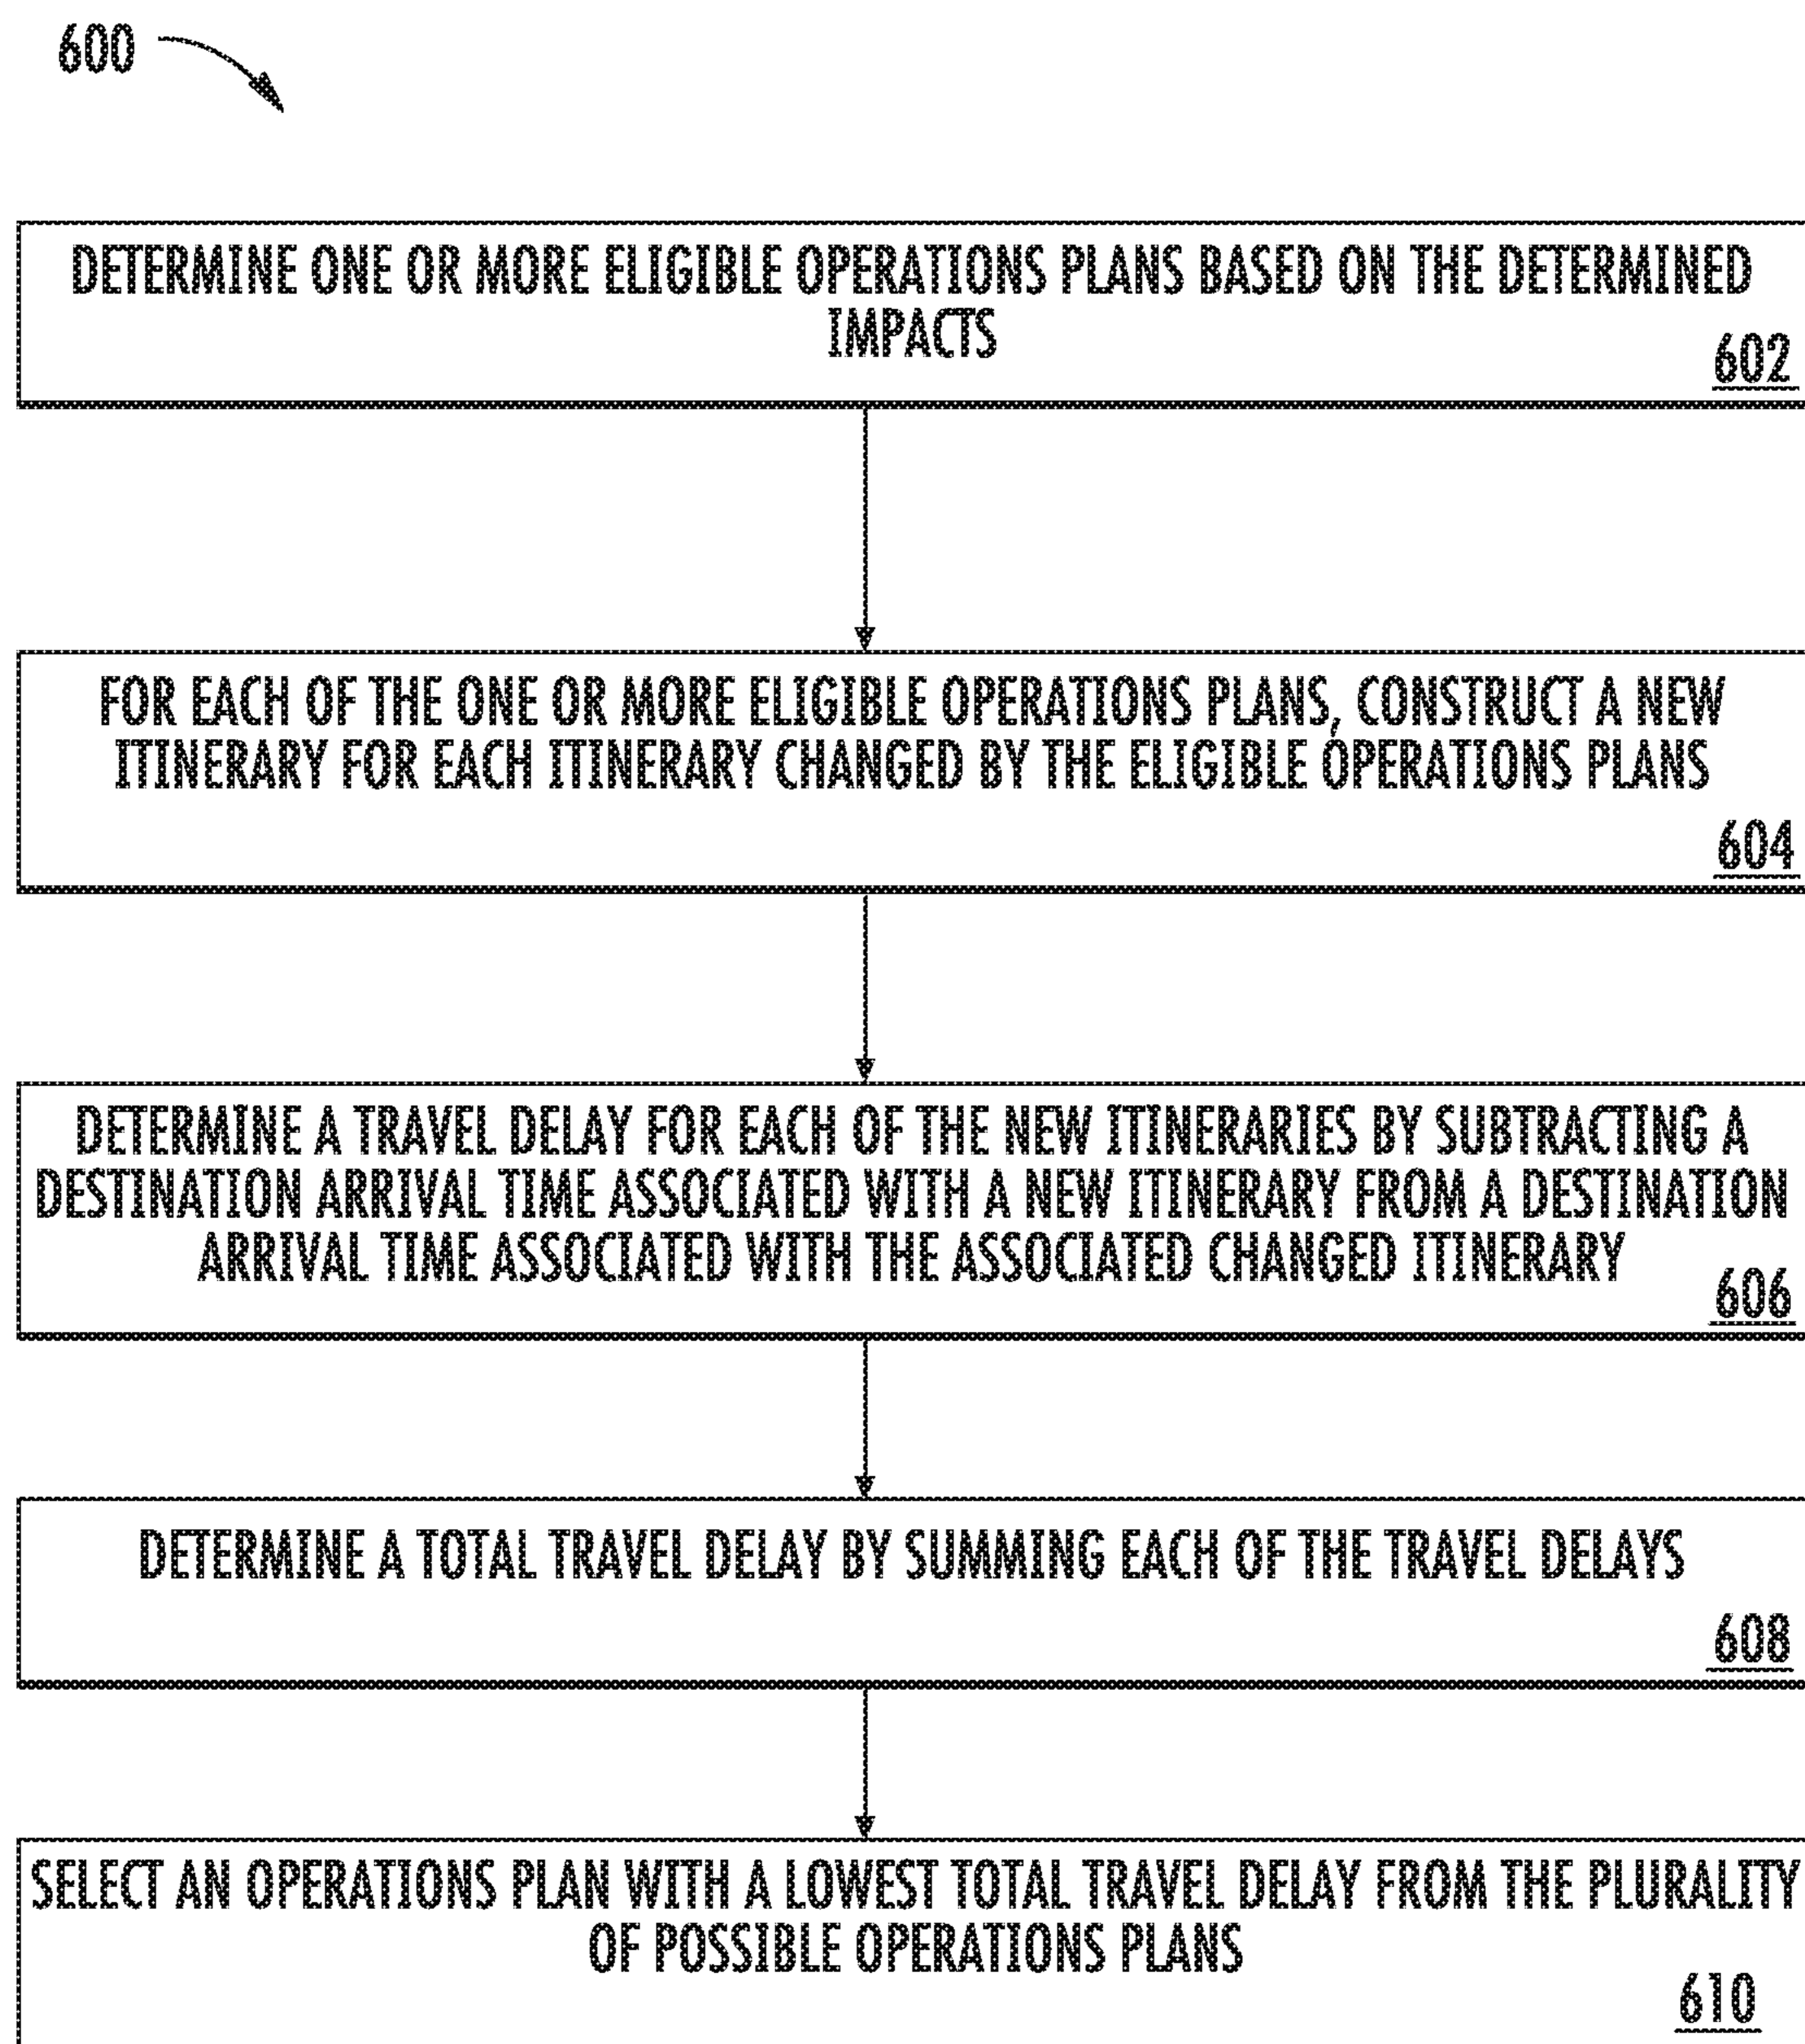 600
DETERMINE ONE OR MORE ELIGIBLE OPERATIONS PLANS BASED ON THE DETERMINED
IMPACTS
602
FOR EACH OF THE ONE OR MORE ELIGIBLE OPERATIONS PLANS, CONSTRUCT A NEW
ITINERARY FOR EACH ITINERARY CHANGED BY THE ELIGIBLE OPERATIONS PLANS
604
DETERMINE A TRAVEL DELAY FOR EACH OF THE NEW ITINERARIES BY SUBTRACTING A
DESTINATION ARRIVAL TIME ASSOCIATED WITH A NEW ITINERARY FROM A DESTINATION
ARRIVAL TIME ASSOCIATED WITH THE ASSOCIATED CHANGED ITINERARY
606
DETERMINE A TOTAL TRAVEL DELAY BY SUMMING EACH OF THE TRAVEL DELAYS
608
SELECT AN OPERATIONS PLAN WITH A LOWEST TOTAL TRAVEL DELAY FROM THE PLURALITY
OF POSSIBLE OPERATIONS PLANS
610